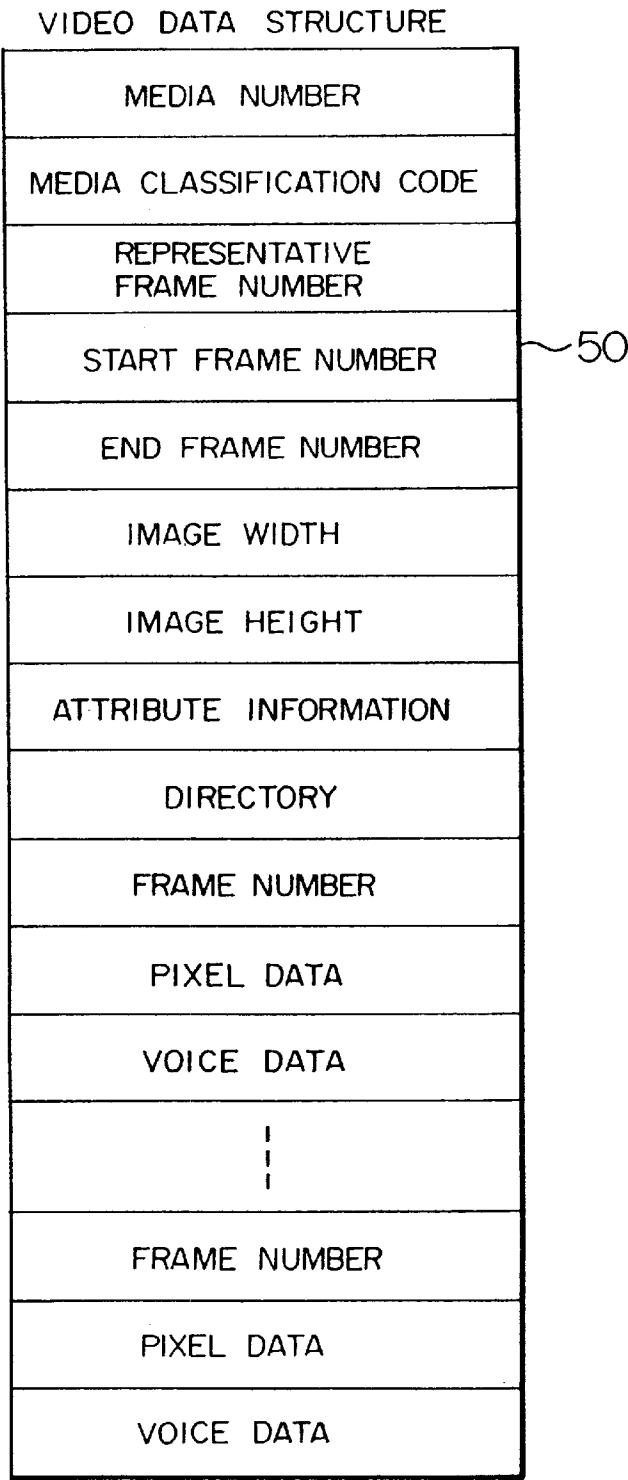 VIDEO DATA STRUCTURE
MEDIA NUMBER
MEDIA CLASSIFICATION CODE
REPRESENTATIVE
FRAME NUMBER
START FRAME NUMBER
50
END FRAME NUMBER
IMAGE WIDTH
IMAGE HEIGHT
ATTRIBUTE INFORMATION
DIRECTORY
FRAME NUMBER
PIXEL DATA
VOICE DATA
FRAME NUMBER
PIXEL DATA
VOICE DATA